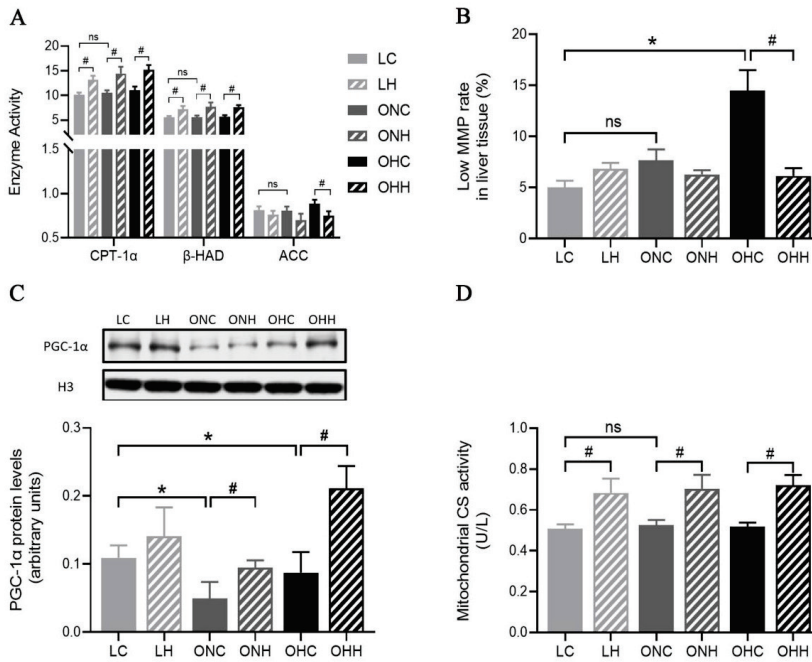 A
Enzyme Activity
20
15
10
5
1.5
1.0
0.5
ns
#
#
#
ns
#
#
#
ns
#
CPT-1α
β-HAD
ACC
LC
LH
ONC
ONH
OHC
OHH
B
Low MMP rate
in liver tissue (%)
20
15
10
5
0
*
#
ns
LC LH ONC ONH OHC OHH
C
LC LH ONC ONH OHC OHH
PGC-1α
H3
PGC-1α protein levels
(arbitrary units)
0.3
0.2
0.1
0.0
*
#
*
#
LC LH ONC ONH OHC OHH
D
Mitochondrial CS activity
(U/L)
1.0
0.8
0.6
0.4
0.2
0.0
ns
#
#
#
LC LH ONC ONH OHC OHH